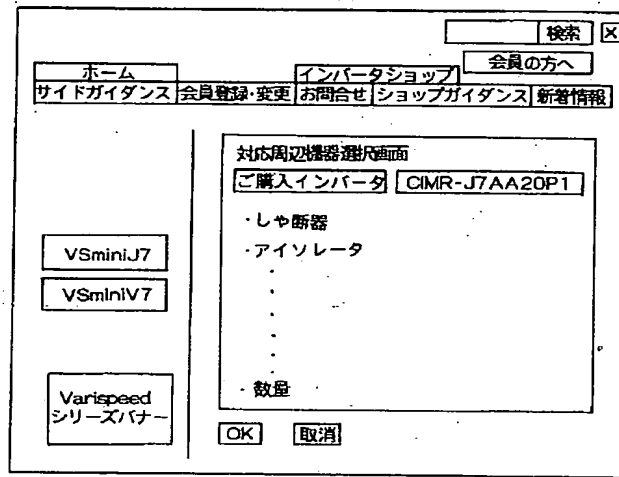 検索 ×
会員の方へ
ホーム インバータショップ
サイドガイダンス 会員登録・変更 お問合せ ショップガイダンス 新着情報
対応周辺機器選択画面
ご購入インバータ CIMR-J7AA20P1
・しゃ断器
・アイソレータ
・
・
・
・
・
・数量
VSminiJ7
VSminiV7
Varispeed
シリーズバナー
OK 取消